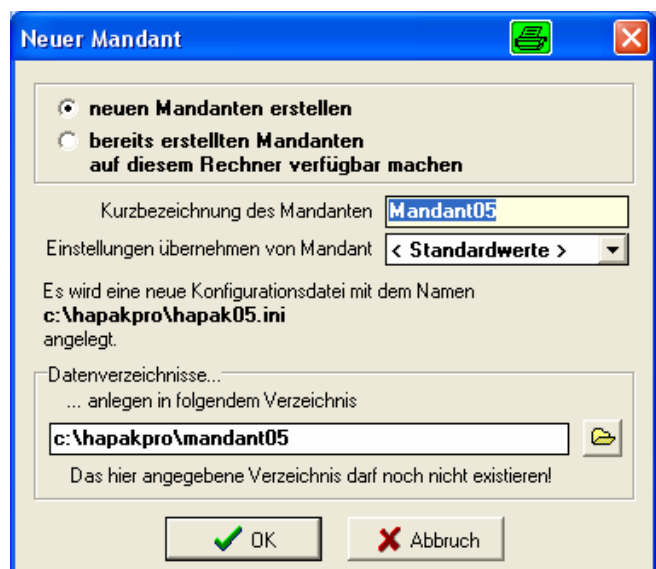 Neuer Mandant
neuen Mandanten erstellen
bereits erstellten Mandanten
auf diesem Rechner verfügbar machen
Kurzbezeichnung des Mandanten Mandant05
Einstellungen übernehmen von Mandant < Standardwerte >
Es wird eine neue Konfigurationsdatei mit dem Namen
c:\hapakpro\hapak05.ini
angelegt.
Datenverzeichnisse...
... anlegen in folgendem Verzeichnis
c:\hapakpro\mandant05
Das hier angegebene Verzeichnis darf noch nicht existieren!
OK Abbruch